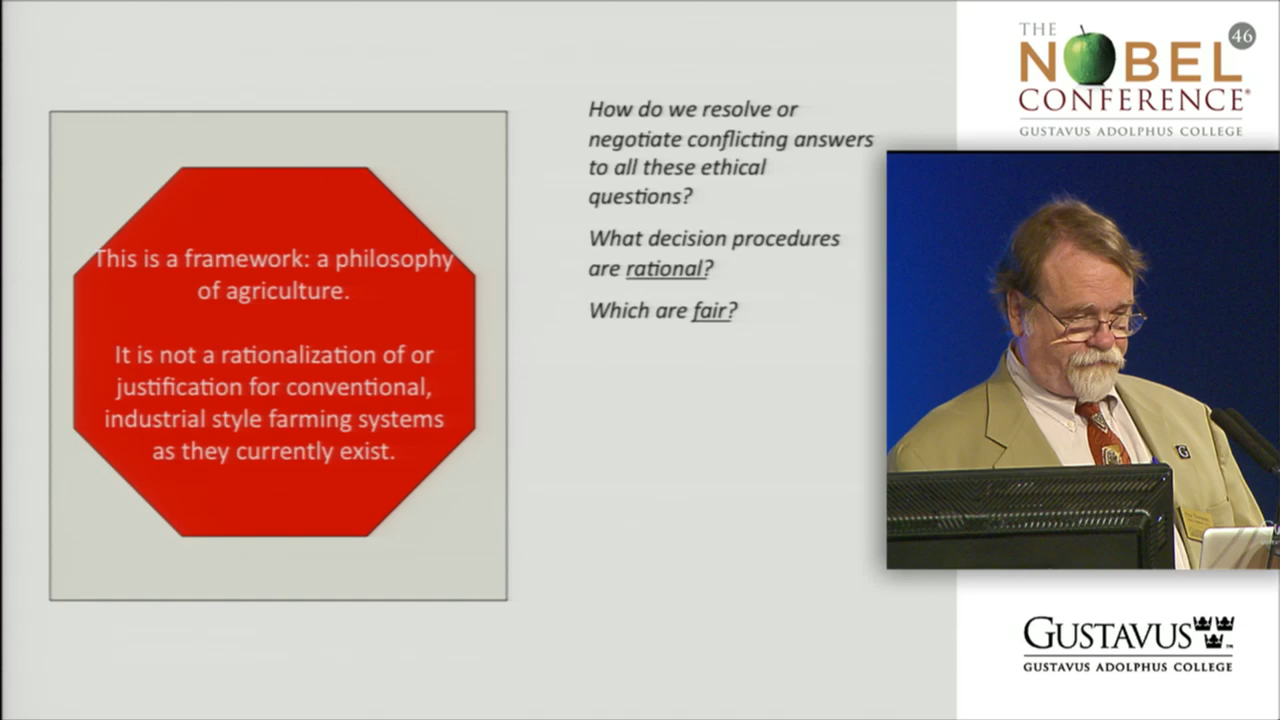 This is a framework: a philosophy
of agriculture.
It is not a rationalization of or
justification for conventional,
industrial style farming systems
as they currently exist.
How do we resolve or
negotiate conflicting answers
to all these ethical
questions?
What decision procedures
are rational?
Which are fair?
THE
46
NOBEL
CONFERENCE®
GUSTAVUS ADOLPHUS COLLEGE
G
GUSTAVUS™
GUSTAVUS ADOLPHUS COLLEGE